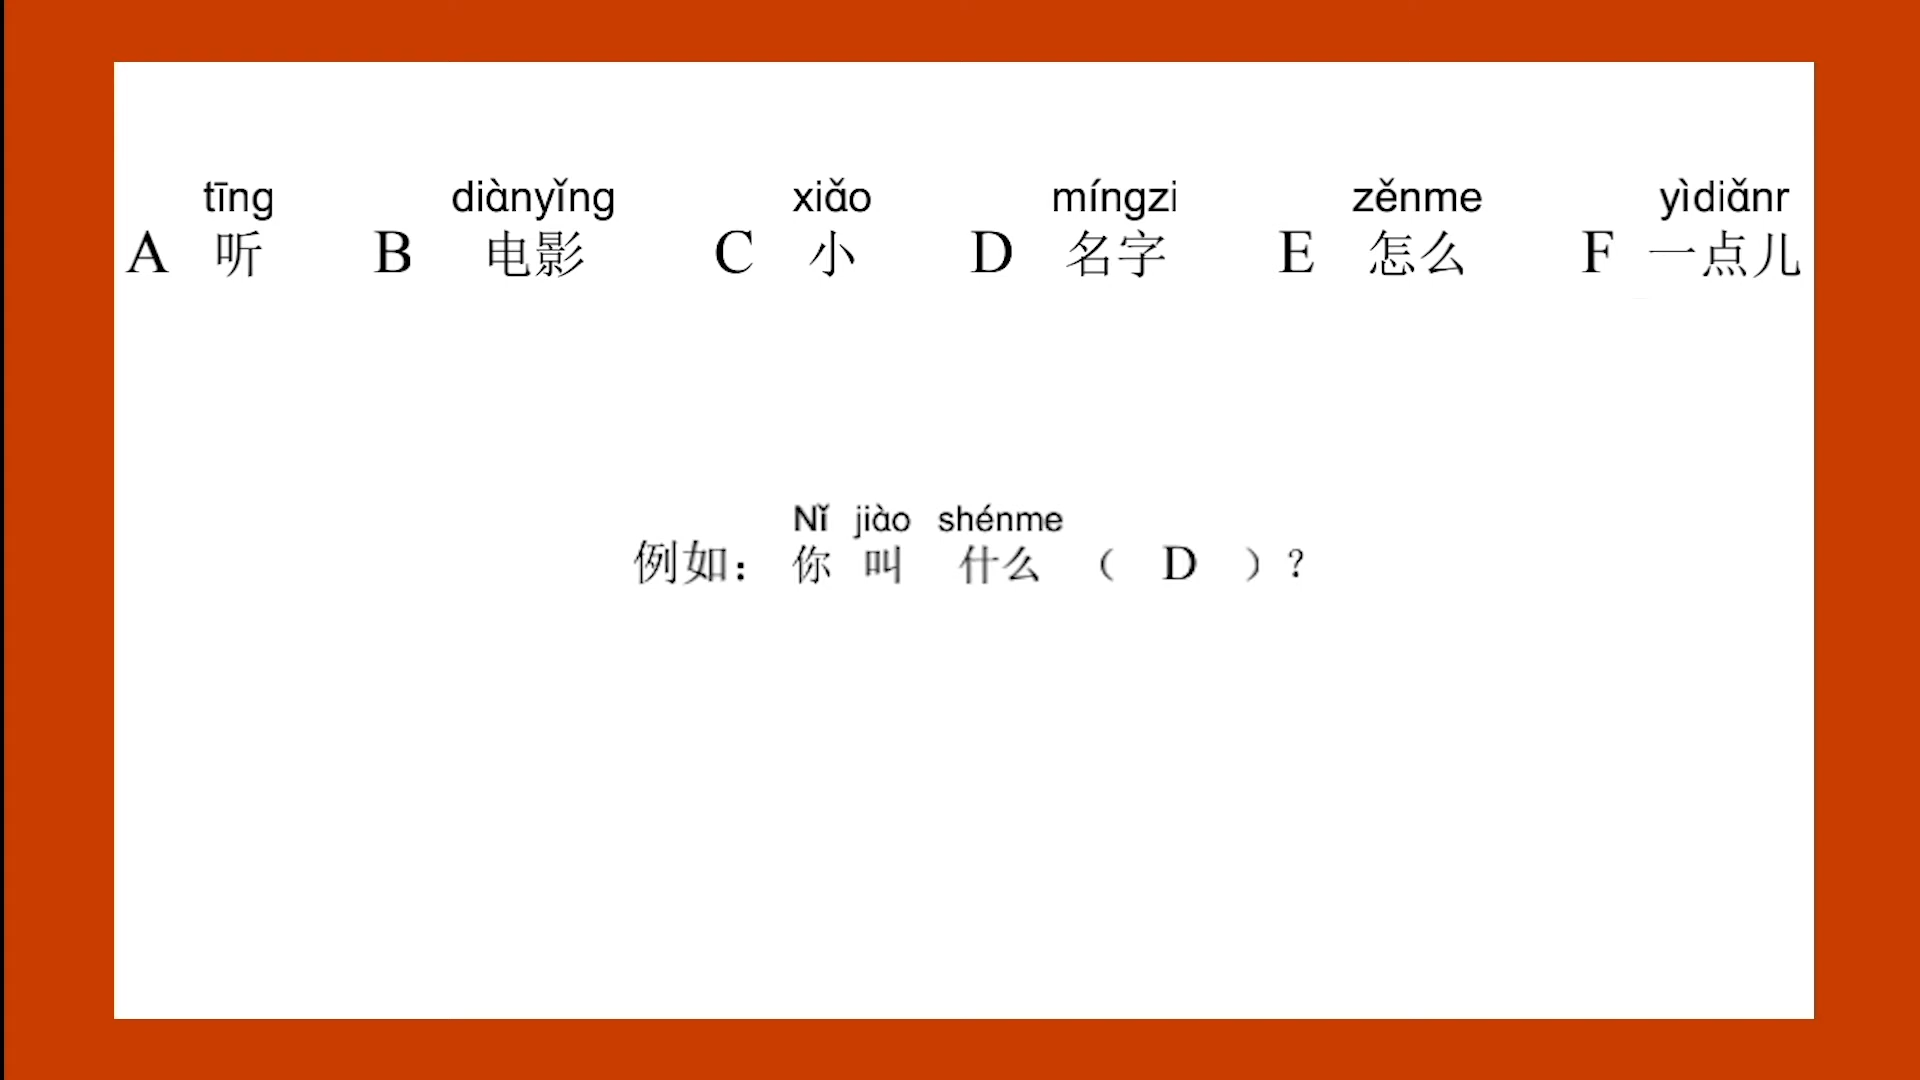 tīng diànyǐng xiǎo míngzi zěnme yìdiǎnr
A 听 B 电影 C 小 D 名字 E 怎么 F 一点儿
Nǐ jiào shénme
例如： 你 叫 什么 （ D ）？